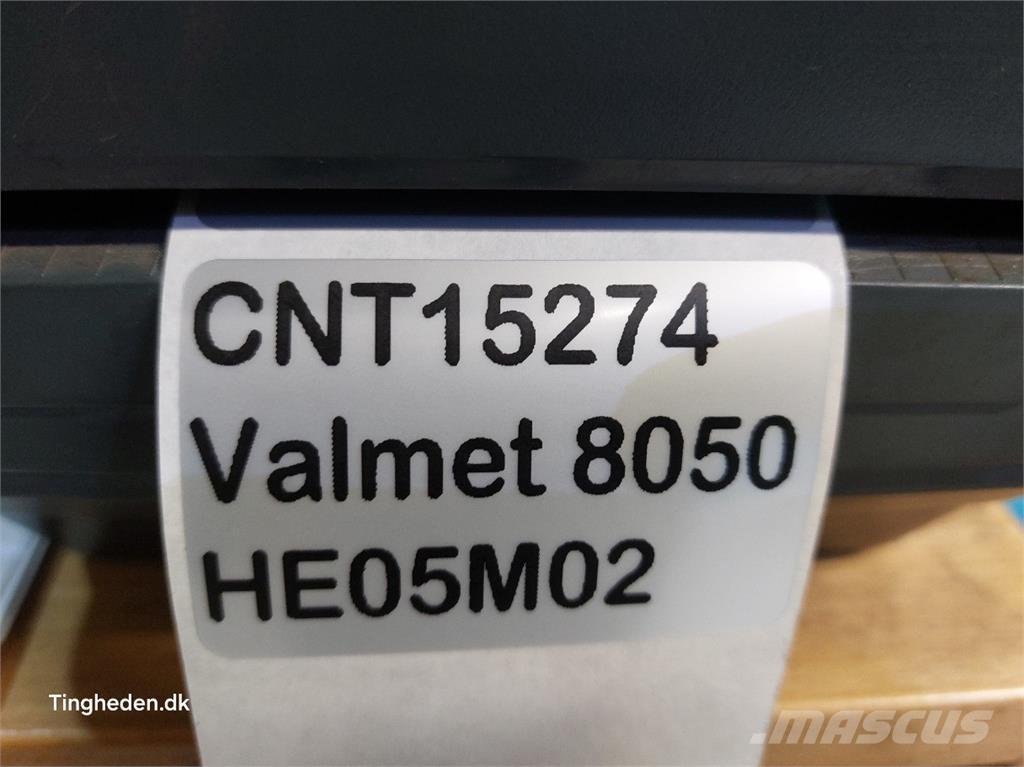 CNT15274
Valmet 8050
HE05M02
Tingheden.dk
MASCUS